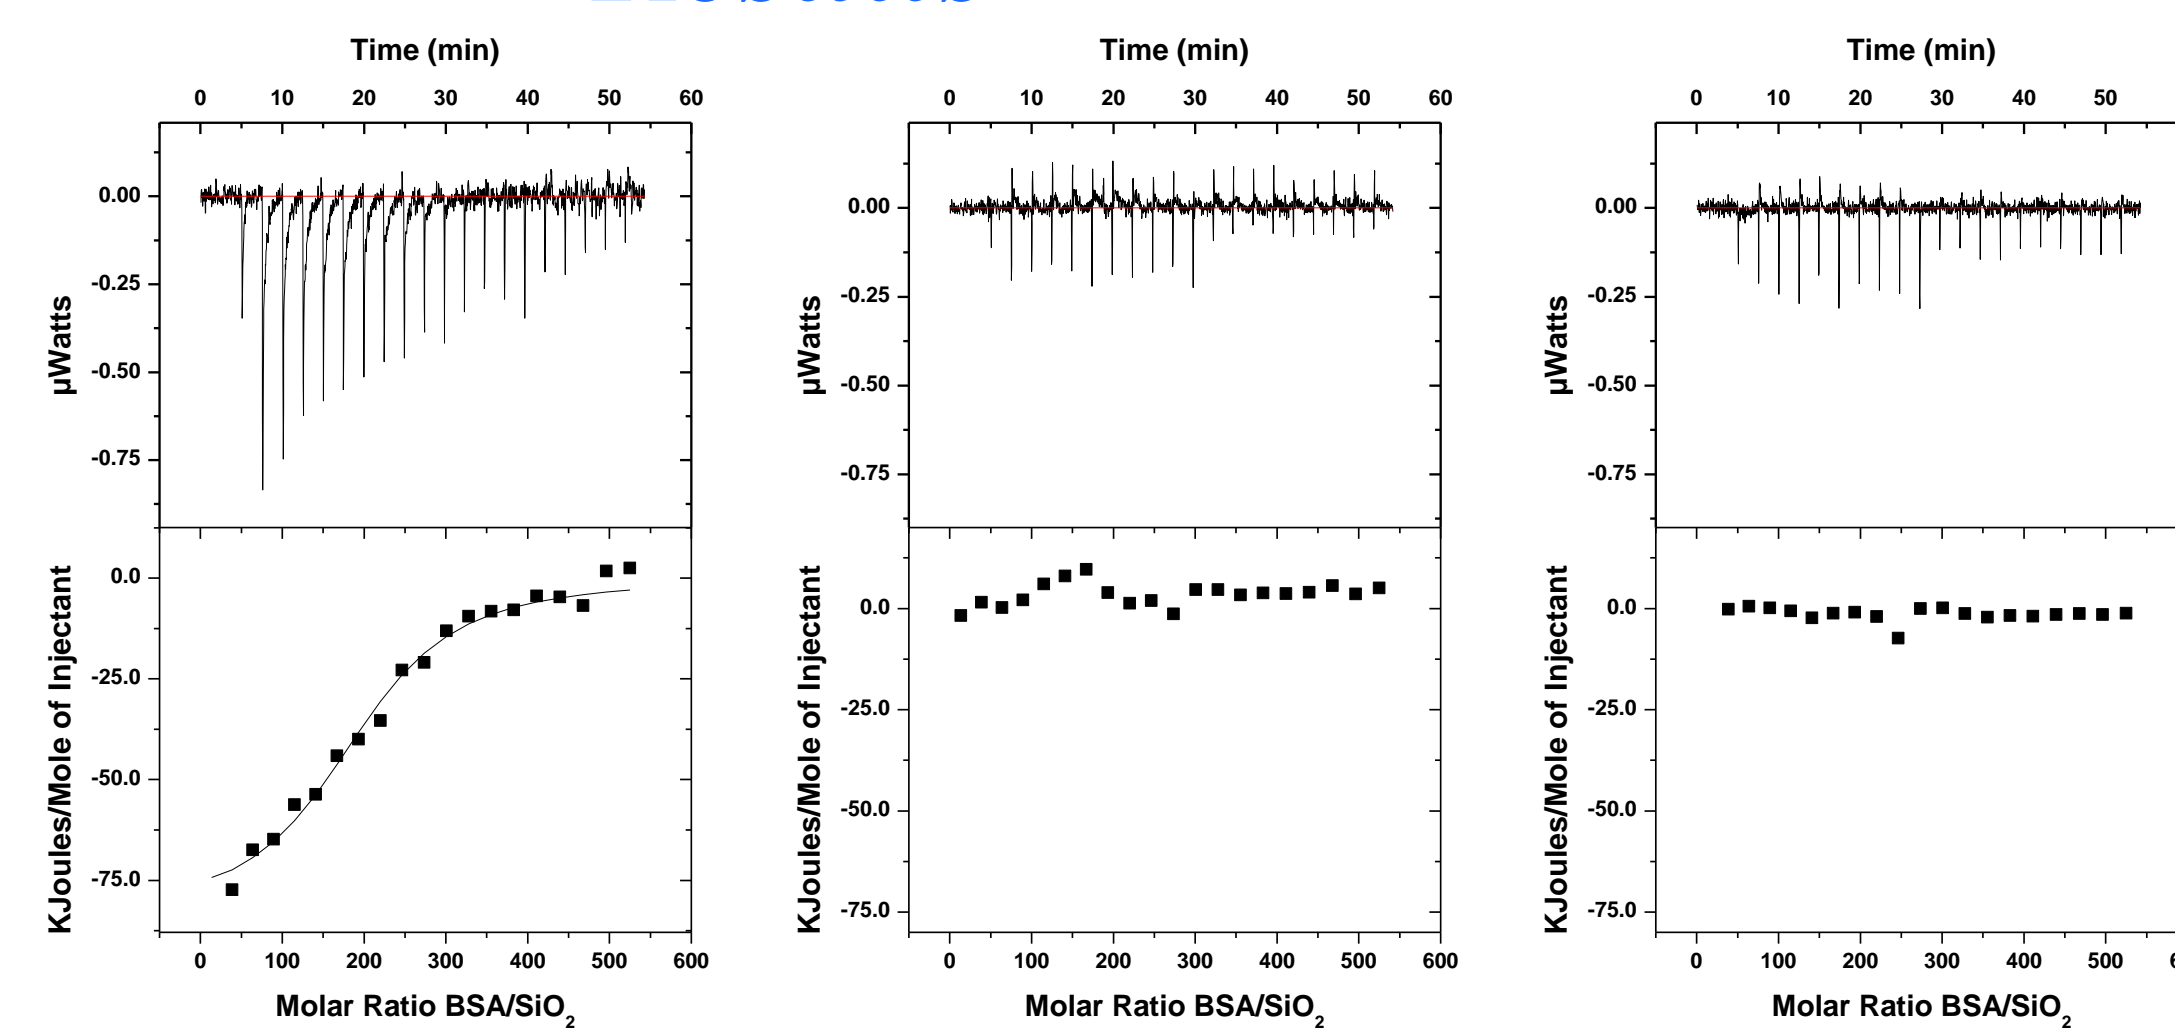 Time (min)
0 10 20 30 40 50 60
0.00
-0.25
-0.50
-0.75
µWatts
0.0
-25.0
-50.0
-75.0
KJoules/Mole of Injectant
0 100 200 300 400 500 600
Molar Ratio BSA/SiO2
Time (min)
0 10 20 30 40 50 60
0.00
-0.25
-0.50
-0.75
µWatts
0.0
-25.0
-50.0
-75.0
KJoules/Mole of Injectant
0 100 200 300 400 500 600
Molar Ratio BSA/SiO2
Time (min)
0 10 20 30 40 50
0.00
-0.25
-0.50
-0.75
µWatts
0.0
-25.0
-50.0
-75.0
KJoules/Mole of Injectant
0 100 200 300 400 500
Molar Ratio BSA/SiO2